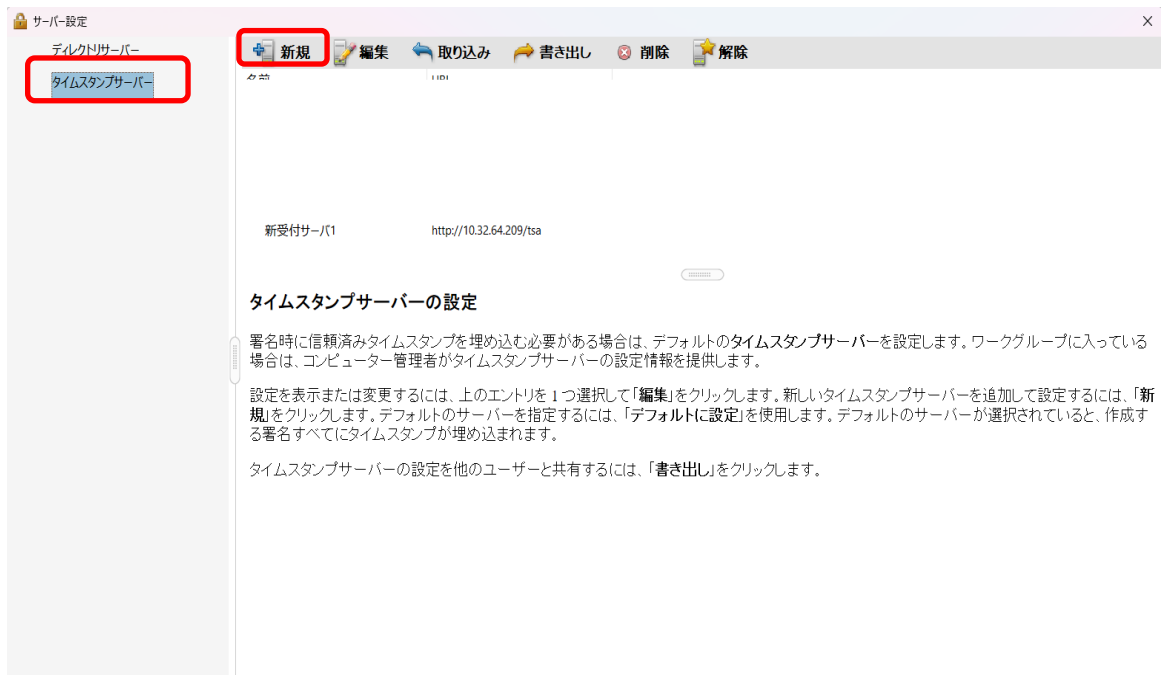 サーバー設定
ディレクトリサーバー
タイムスタンプサーバー
新規 編集 取り込み 書き出し 削除 解除
名前 URL
新受付サーバ1 http://10.32.64.209/tsa
タイムスタンプサーバーの設定
署名時に信頼済みタイムスタンプを埋め込む必要がある場合は、デフォルトのタイムスタンプサーバーを設定します。ワークグループに入っている
場合は、コンピューター管理者がタイムスタンプサーバーの設定情報を提供します。
設定を表示または変更するには、上のエントリを 1 つ選択して「編集」をクリックします。新しいタイムスタンプサーバーを追加して設定するには、「新
規」をクリックします。デフォルトのサーバーを指定するには、「デフォルトに設定」を使用します。デフォルトのサーバーが選択されていると、作成す
る署名すべてにタイムスタンプが埋め込まれます。
タイムスタンプサーバーの設定を他のユーザーと共有するには、「書き出し」をクリックします。